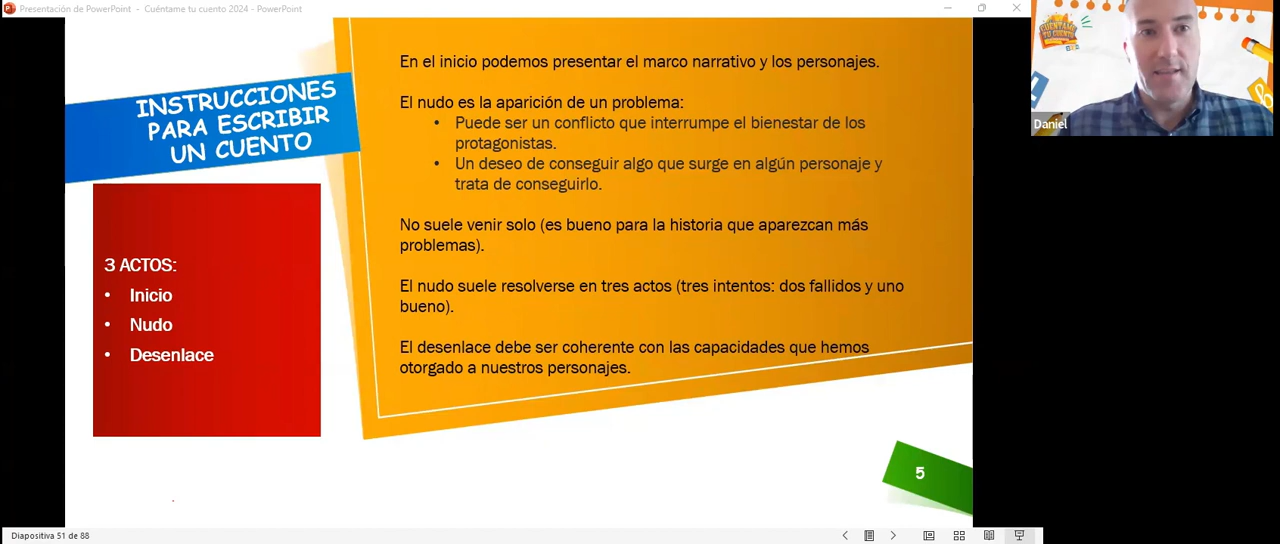 Presentación de PowerPoint - Cuéntame tu cuento 2024 - PowerPoint
INSTRUCCIONES
PARA ESCRIBIR
UN CUENTO
3 ACTOS:
• Inicio
• Nudo
• Desenlace
En el inicio podemos presentar el marco narrativo y los personajes.
El nudo es la aparición de un problema:
• Puede ser un conflicto que interrumpe el bienestar de los
protagonistas.
• Un deseo de conseguir algo que surge en algún personaje y
trata de conseguirlo.
No suele venir solo (es bueno para la historia que aparezcan más
problemas).
El nudo suele resolverse en tres actos (tres intentos: dos fallidos y uno
bueno).
El desenlace debe ser coherente con las capacidades que hemos
otorgado a nuestros personajes.
5
CUÉNTAME
TU CUENTO
Daniel
Diapositiva 51 de 88